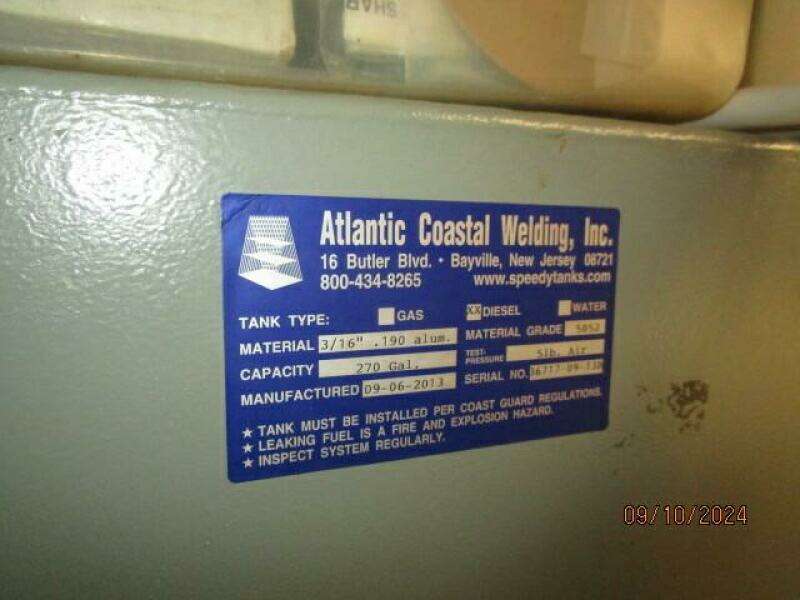 SHAR
Atlantic Coastal Welding, Inc.
16 Butler Blvd. • Bayville, New Jersey 08721
800-434-8265 www.speedytanks.com
TANK TYPE: GAS XX DIESEL WATER
MATERIAL 3/16" .190 alum. MATERIAL GRADE 5052
CAPACITY 270 Gal. TEST-PRESSURE 5lb. Air
MANUFACTURED 09-06-2013 SERIAL NO.
★ TANK MUST BE INSTALLED PER COAST GUARD REGULATIONS.
★ LEAKING FUEL IS A FIRE AND EXPLOSION HAZARD.
★ INSPECT SYSTEM REGULARLY.
09/10/2024